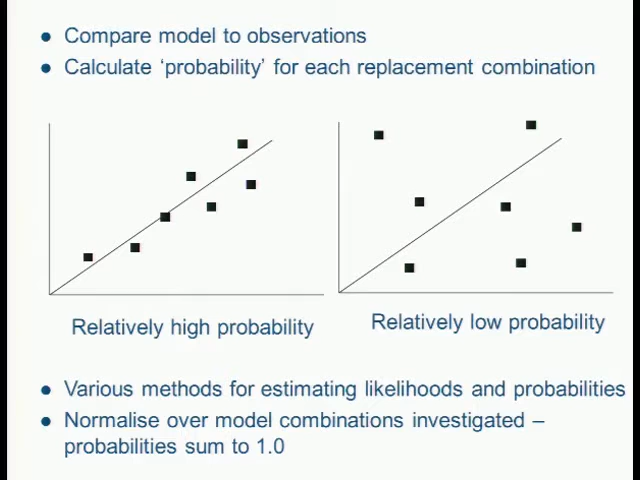 Compare model to observations
Calculate ‘probability’ for each replacement combination
Relatively high probability
Relatively low probability
Various methods for estimating likelihoods and probabilities
Normalise over model combinations investigated –
probabilities sum to 1.0